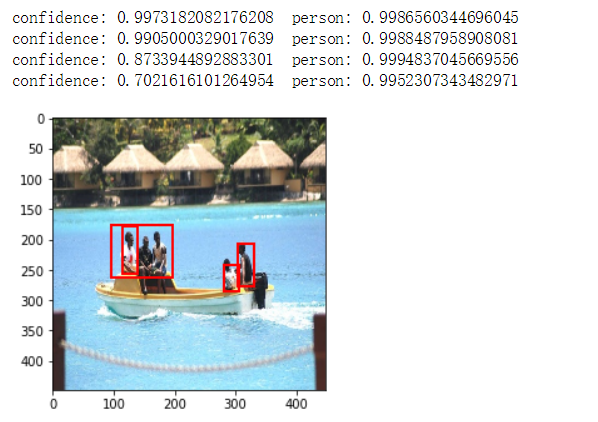 confidence: 0.9973182082176208 person: 0.9986560344696045
confidence: 0.9905000329017639 person: 0.9988487958908081
confidence: 0.8733944892883301 person: 0.9994837045669556
confidence: 0.7021616101264954 person: 0.9952307343482971
0
50
100
150
200
250
300
350
400
0 100 200 300 400